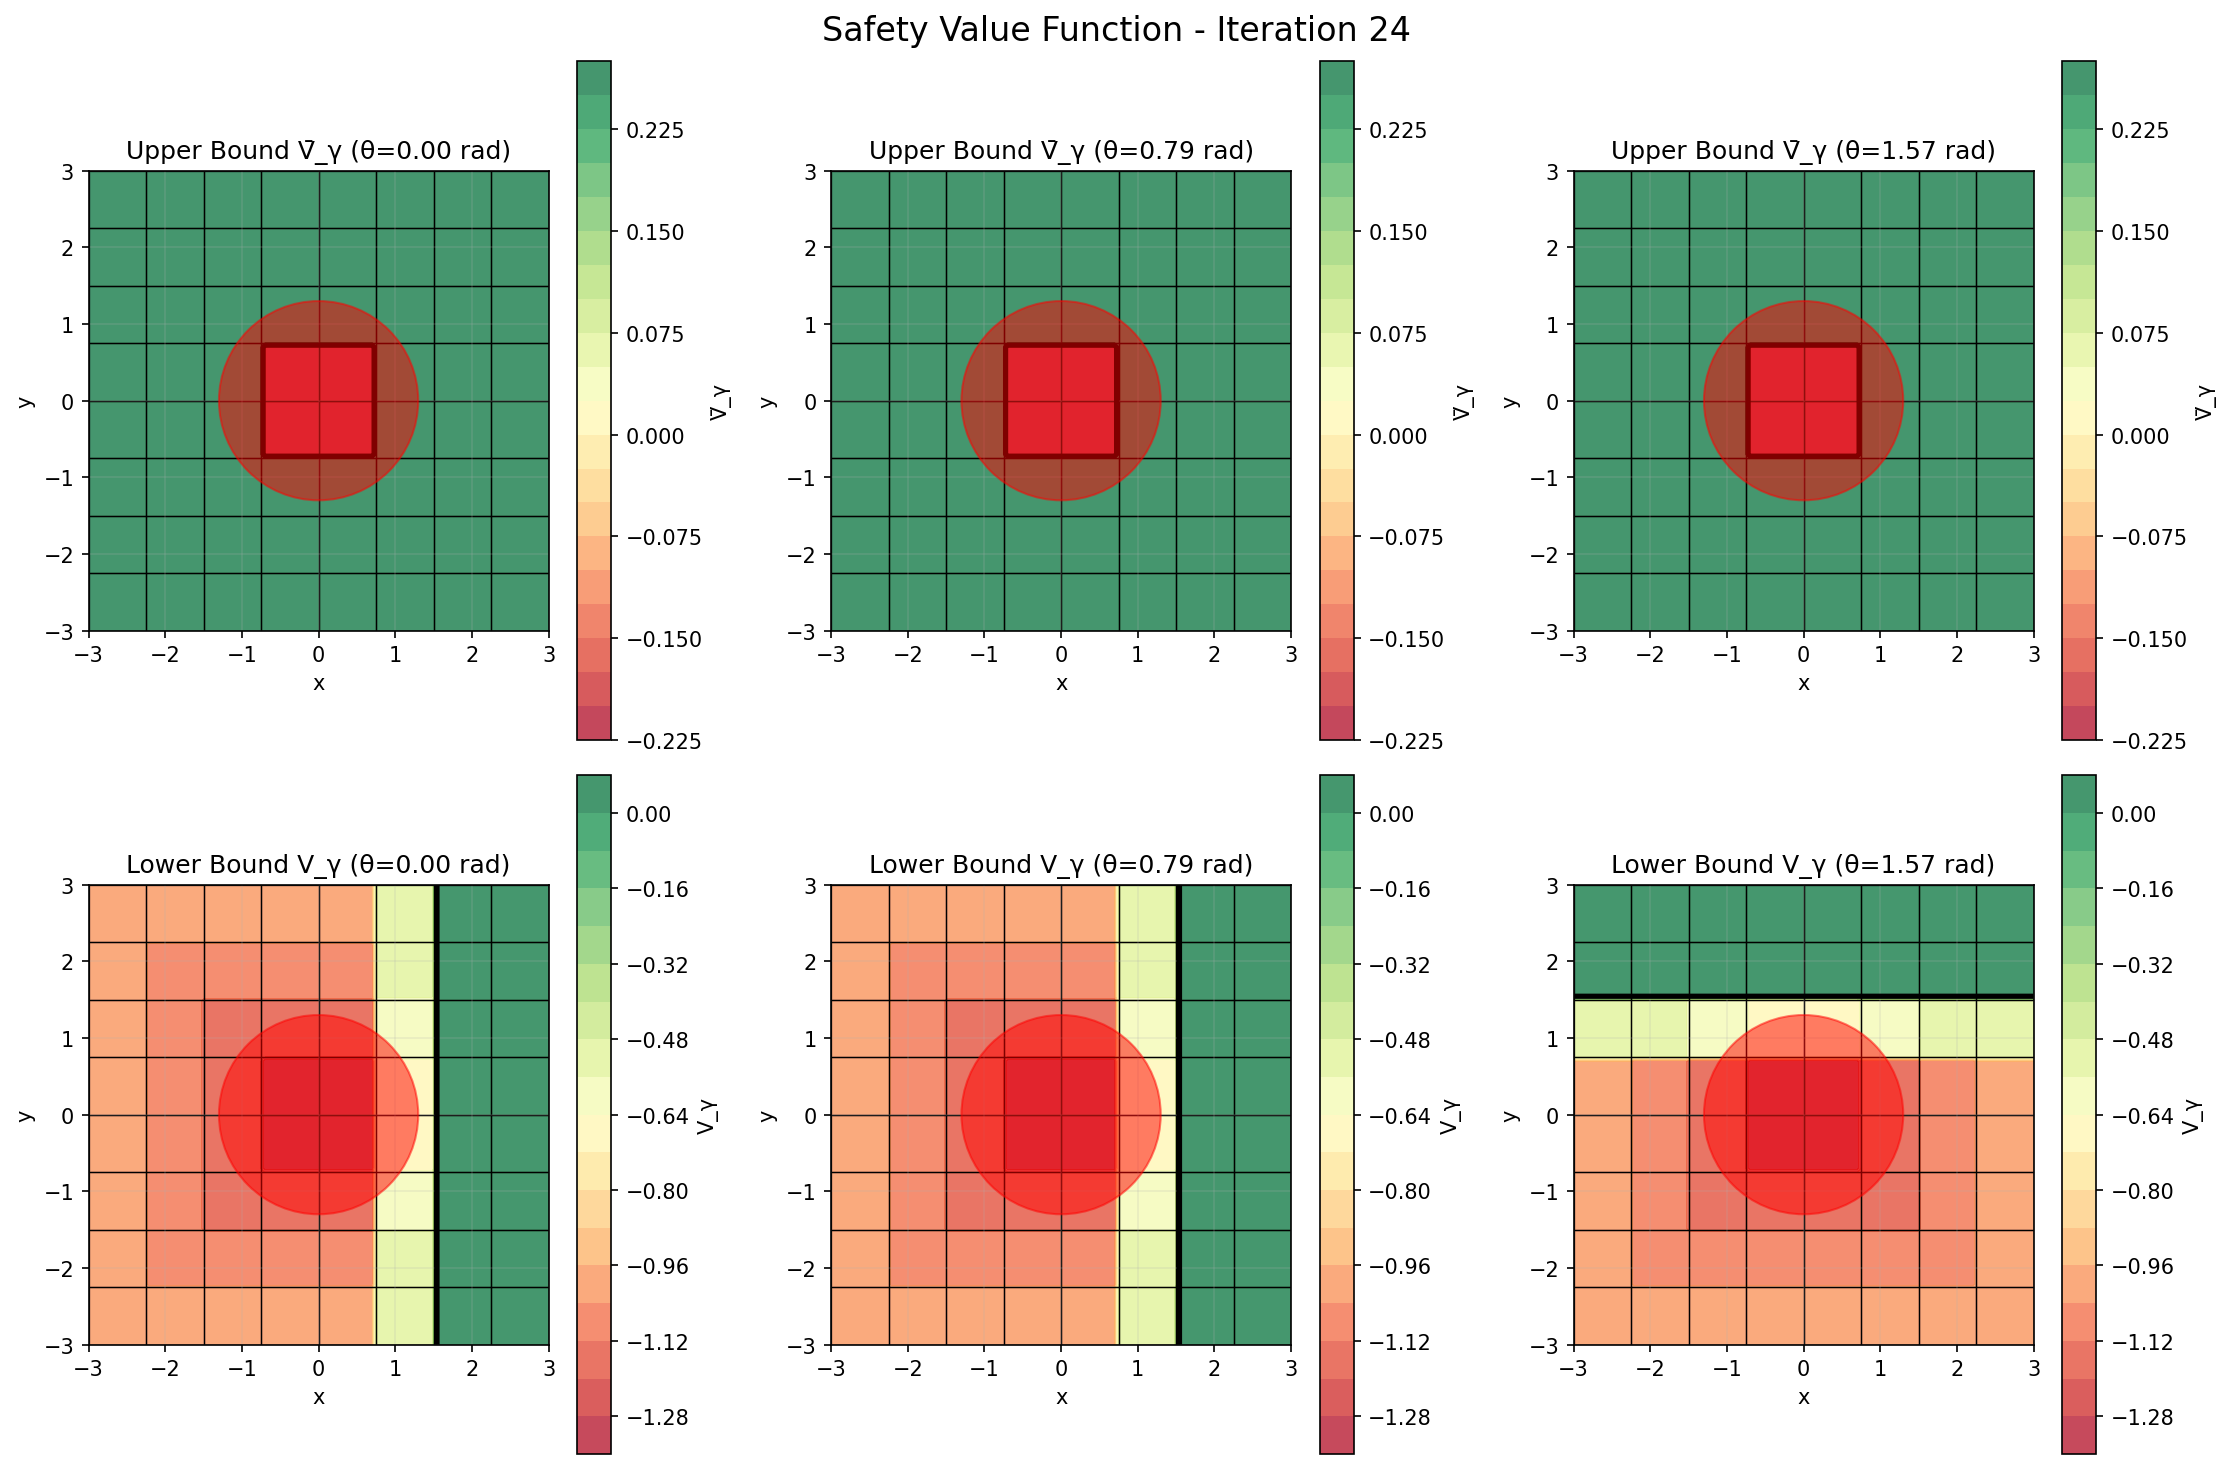 Safety Value Function - Iteration 24
Upper Bound V̄_γ (θ=0.00 rad)
3
2
1
0
−1
−2
−3
y
−3 −2 −1 0 1 2 3
x
0.225
0.150
0.075
0.000
−0.075
−0.150
−0.225
V̄_γ
Upper Bound V̄_γ (θ=0.79 rad)
3
2
1
0
−1
−2
−3
y
−3 −2 −1 0 1 2 3
x
0.225
0.150
0.075
0.000
−0.075
−0.150
−0.225
V̄_γ
Upper Bound V̄_γ (θ=1.57 rad)
3
2
1
0
−1
−2
−3
y
−3 −2 −1 0 1 2 3
x
0.225
0.150
0.075
0.000
−0.075
−0.150
−0.225
V̄_γ
Lower Bound V_γ (θ=0.00 rad)
3
2
1
0
−1
−2
−3
y
−3 −2 −1 0 1 2 3
x
0.00
−0.16
−0.32
−0.48
−0.64
−0.80
−0.96
−1.12
−1.28
V_γ
Lower Bound V_γ (θ=0.79 rad)
3
2
1
0
−1
−2
−3
y
−3 −2 −1 0 1 2 3
x
0.00
−0.16
−0.32
−0.48
−0.64
−0.80
−0.96
−1.12
−1.28
V_γ
Lower Bound V_γ (θ=1.57 rad)
3
2
1
0
−1
−2
−3
y
−3 −2 −1 0 1 2 3
x
0.00
−0.16
−0.32
−0.48
−0.64
−0.80
−0.96
−1.12
−1.28
V_γ